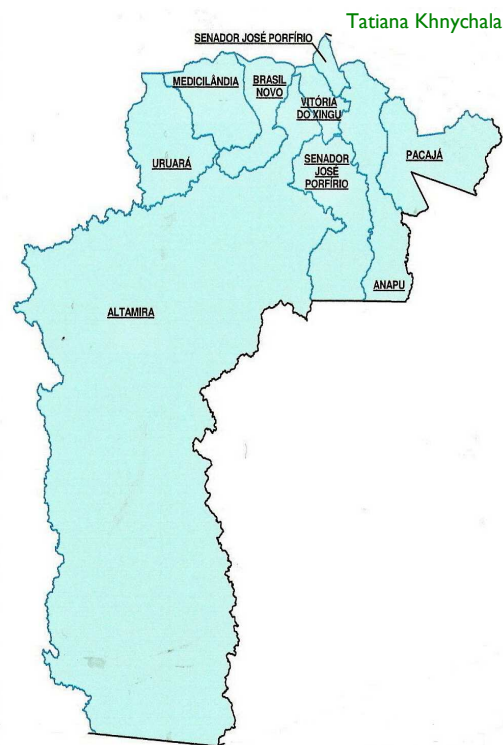 Tatiana Khnychala
SENADOR JOSÉ PORFÍRIO
MEDICILÂNDIA
BRASIL
NOVO
VITÓRIA
DO XINGU
URUARÁ
SENADOR
JOSÉ
PORFÍRIO
PACAJÁ
ANAPU
ALTAMIRA